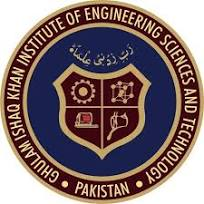 GHULAM ISHAQ KHAN INSTITUTE OF ENGINEERING SCIENCES AND TECHNOLOGY
رَبِّ زِدْنِي عِلْمًا
• PAKISTAN •